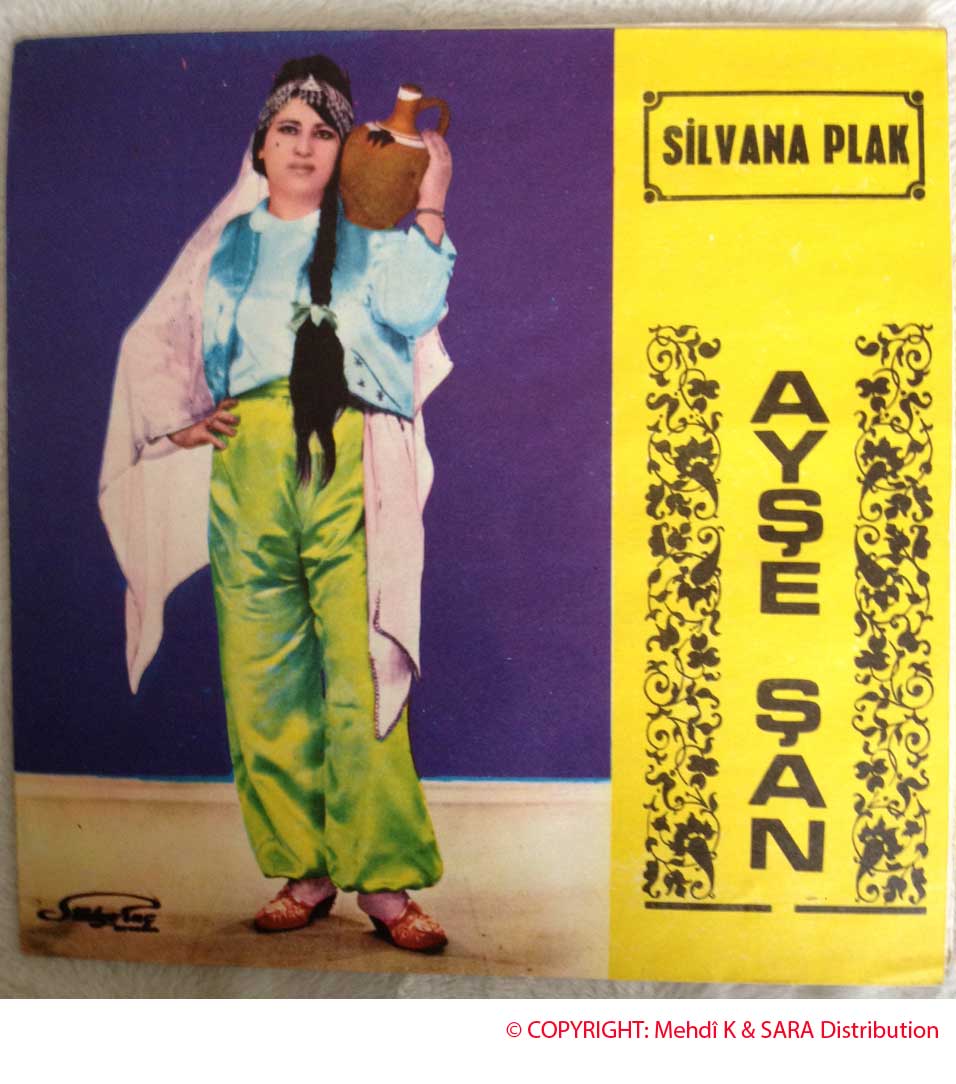 SİLVANA PLAK
AYŞE ŞAN
© COPYRIGHT: Mehdî K & SARA Distribution